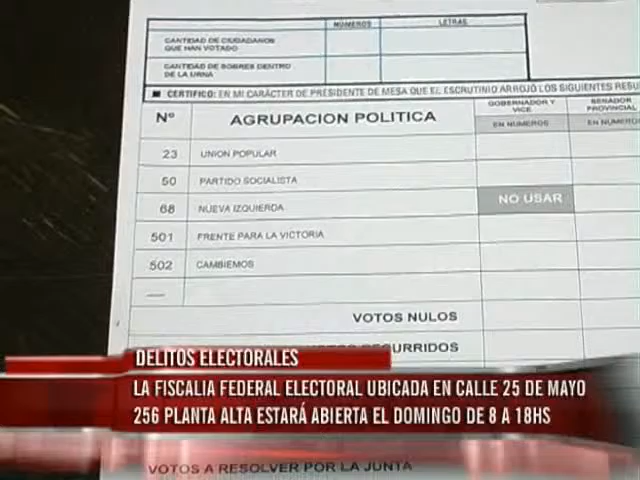 NÚMEROS LETRAS
CANTIDAD DE CIUDADANOS
QUE HAN VOTADO
CANTIDAD DE SOBRES DENTRO
DE LA URNA
CERTIFICO: EN MI CARÁCTER DE PRESIDENTE DE MESA QUE EL ESCRUTINIO ARROJÓ LOS SIGUIENTES
Nº AGRUPACION POLITICA GOBERNADOR Y VICE SENADOR PROVINCIAL
EN NUMEROS EN NUMERO
23 UNION POPULAR
50 PARTIDO SOCIALISTA
68 NUEVA IZQUIERDA NO USAR
501 FRENTE PARA LA VICTORIA
502 CAMBIEMOS
VOTOS NULOS
DELITOS ELECTORALES
LA FISCALIA FEDERAL ELECTORAL UBICADA EN CALLE 25 DE MAYO
256 PLANTA ALTA ESTARÁ ABIERTA EL DOMINGO DE 8 A 18HS
VOTOS A RESOLVER POR LA JUNTA